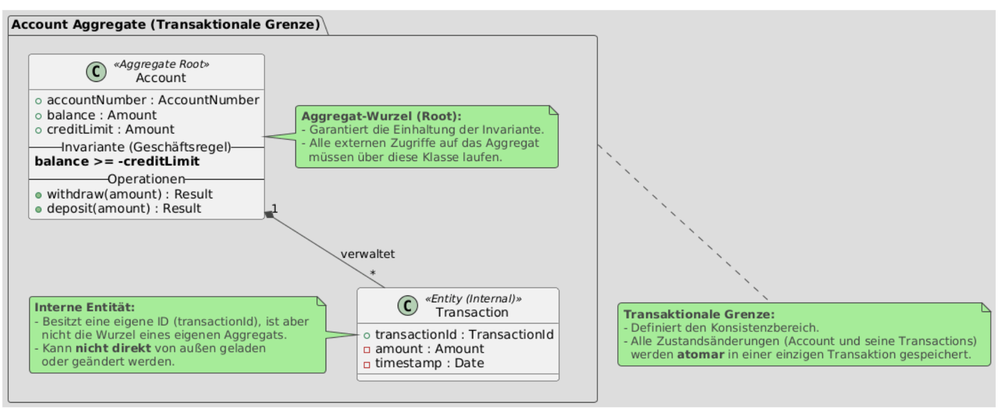 Account Aggregate (Transaktionale Grenze)
C
«Aggregate Root»
Account
accountNumber : AccountNumber
balance : Amount
creditLimit : Amount
Invariante (Geschäftsregel)
balance >= -creditLimit
Operationen
withdraw(amount) : Result
deposit(amount) : Result
Aggregat-Wurzel (Root):
- Garantiert die Einhaltung der Invariante.
- Alle externen Zugriffe auf das Aggregat
müssen über diese Klasse laufen.
1
verwaltet
*
Interne Entität:
- Besitzt eine eigene ID (transactionId), ist aber
nicht die Wurzel eines eigenen Aggregats.
- Kann nicht direkt von außen geladen
oder geändert werden.
C
«Entity (Internal)»
Transaction
transactionId : TransactionId
amount : Amount
timestamp : Date
Transaktionale Grenze:
- Definiert den Konsistenzbereich.
- Alle Zustandsänderungen (Account und seine Transactions)
werden atomar in einer einzigen Transaktion gespeichert.